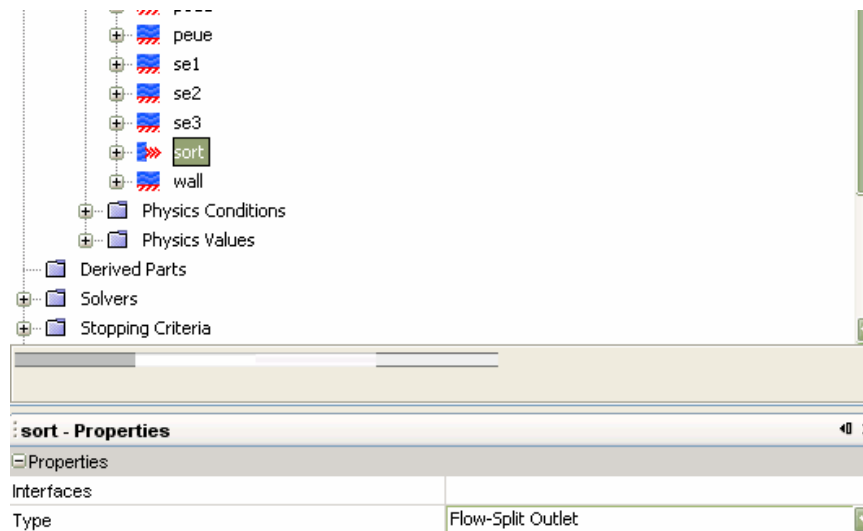 peue
se1
se2
se3
sort
wall
Physics Conditions
Physics Values
Derived Parts
Solvers
Stopping Criteria
sort - Properties
Properties
Interfaces
Type Flow-Split Outlet